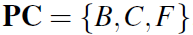 PC = {B, C, F}